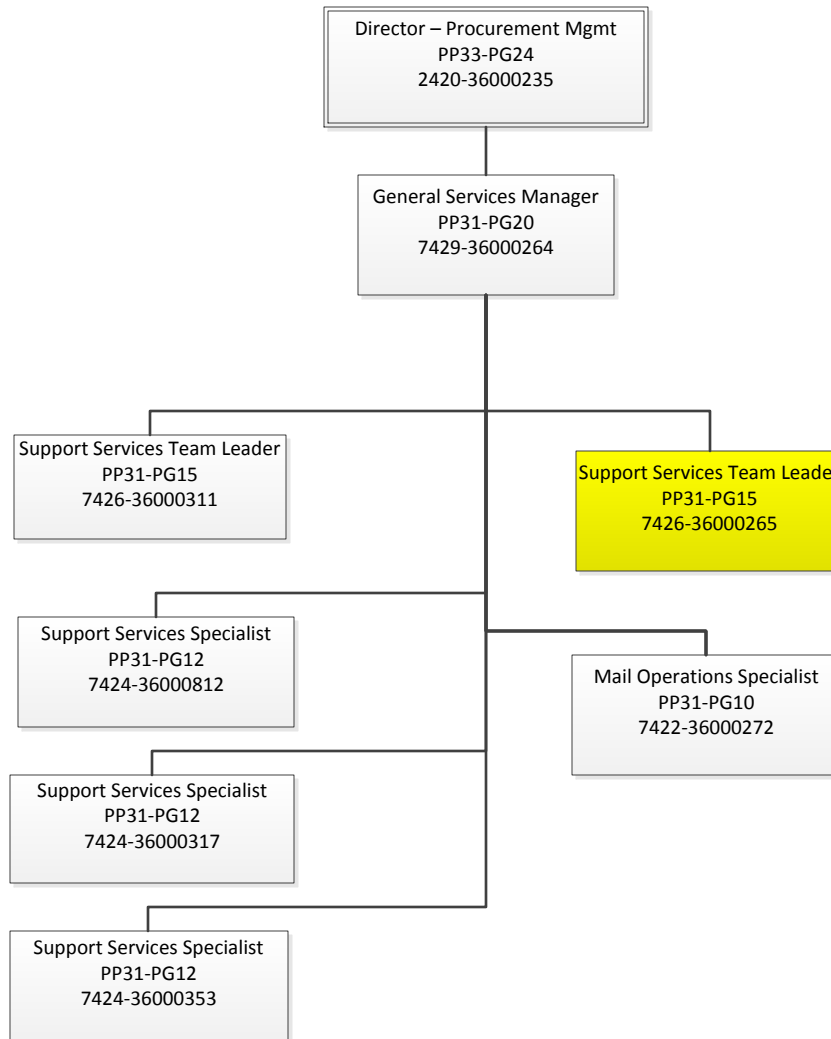 Director – Procurement Mgmt
PP33-PG24
2420-36000235
General Services Manager
PP31-PG20
7429-36000264
Support Services Team Leader
PP31-PG15
7426-36000311
Support Services Team Leade
PP31-PG15
7426-36000265
Support Services Specialist
PP31-PG12
7424-36000812
Mail Operations Specialist
PP31-PG10
7422-36000272
Support Services Specialist
PP31-PG12
7424-36000317
Support Services Specialist
PP31-PG12
7424-36000353